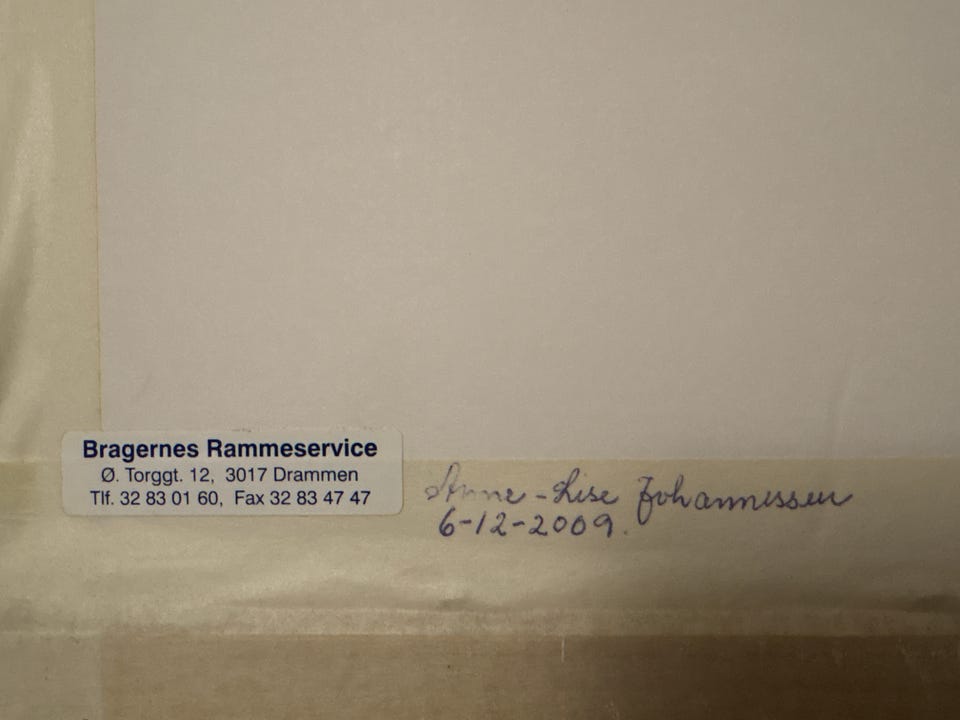 Bragernes Rammeservice
Ø. Torggt. 12, 3017 Drammen
Tlf. 32 83 01 60, Fax 32 83 47 47
Anne-Lise Johannessen
6-12-2009.